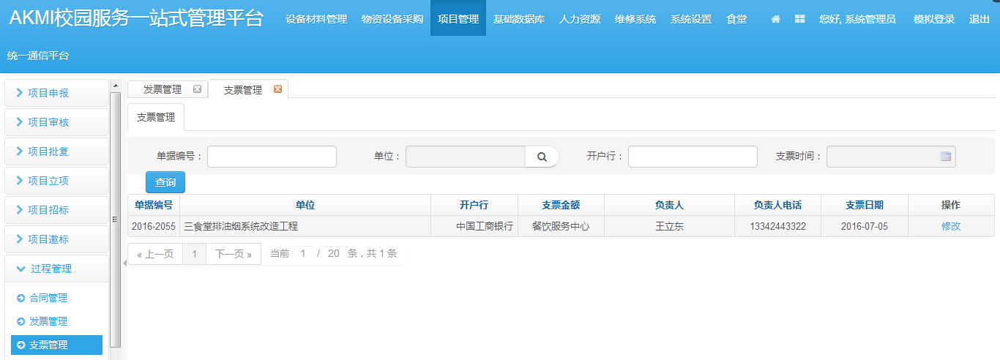 AKMI校园服务一站式管理平台 设备材料管理 物资设备采购 项目管理 基础数据库 人力资源 维修系统 系统设置 食堂 您好, 系统管理员 模拟登录 退出
统一通信平台
项目申报
项目审核
项目批复
项目立项
项目招标
项目邀标
过程管理
合同管理
发票管理
支票管理
发票管理 支票管理
支票管理
单据编号： 单位： 开户行： 支票时间：
查询
单据编号 单位 开户行 支票金额 负责人 负责人电话 支票日期 操作
2016-2055 三食堂排油烟系统改造工程 中国工商银行 餐饮服务中心 王立东 13342443322 2016-07-05 修改
« 上一页 1 下一页 » 当前 1 / 20 条，共 1 条